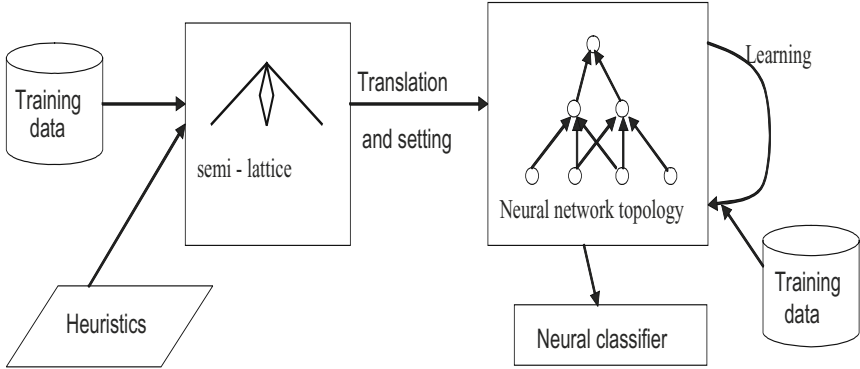 Training
data
semi - lattice
Heuristics
Translation
and setting
Neural network topology
Learning
Training
data
Neural classifier